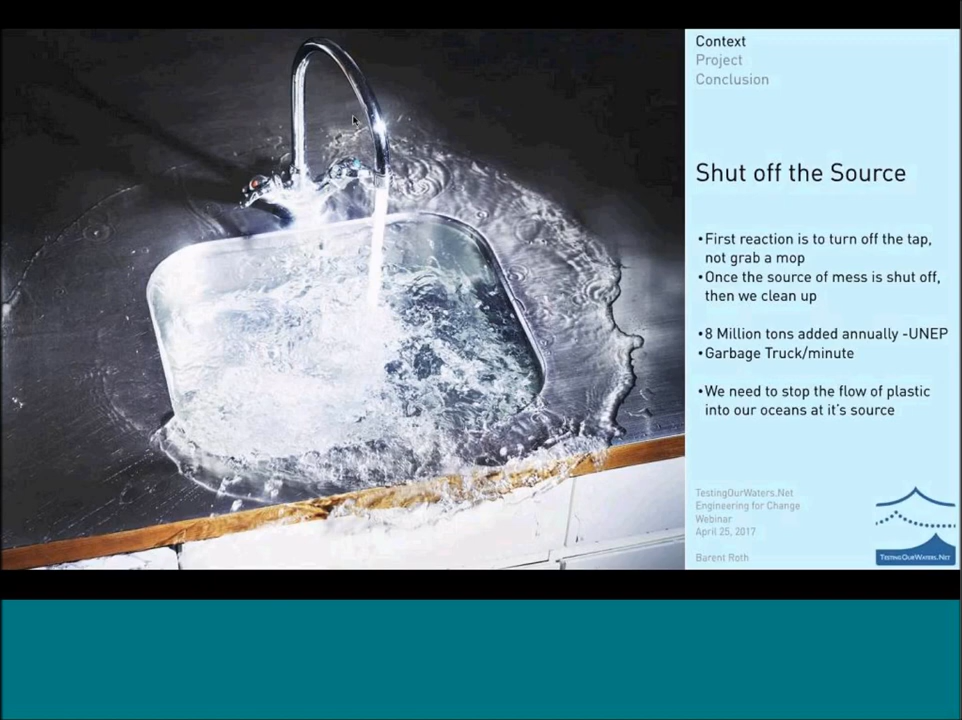 Context
Project
Conclusion
Shut off the Source
•First reaction is to turn off the tap,
not grab a mop
•Once the source of mess is shut off,
then we clean up
•8 Million tons added annually -UNEP
•Garbage Truck/minute
•We need to stop the flow of plastic
into our oceans at it's source
TestingOurWaters.Net
Engineering for Change
Webinar
April 25, 2017
Barent Roth
TESTINGOURWATERS.NET